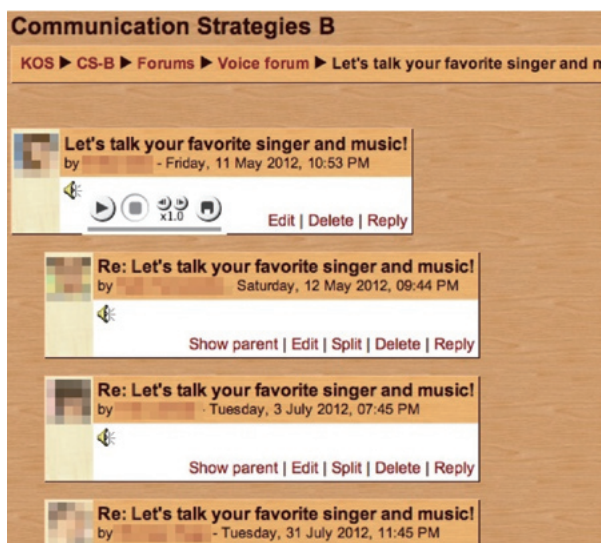 Communication Strategies B
KOS ▶ CS-B ▶ Forums ▶ Voice forum ▶ Let's talk your favorite singer and
Let's talk your favorite singer and music!
by - Friday, 11 May 2012, 10:53 PM
x1.0
Edit | Delete | Reply
Re: Let's talk your favorite singer and music!
by Saturday, 12 May 2012, 09:44 PM
Show parent | Edit | Split | Delete | Reply
Re: Let's talk your favorite singer and music!
by - Tuesday, 3 July 2012, 07:45 PM
Show parent | Edit | Split | Delete | Reply
Re: Let's talk your favorite singer and music!
by - Tuesday, 31 July 2012, 11:45 PM